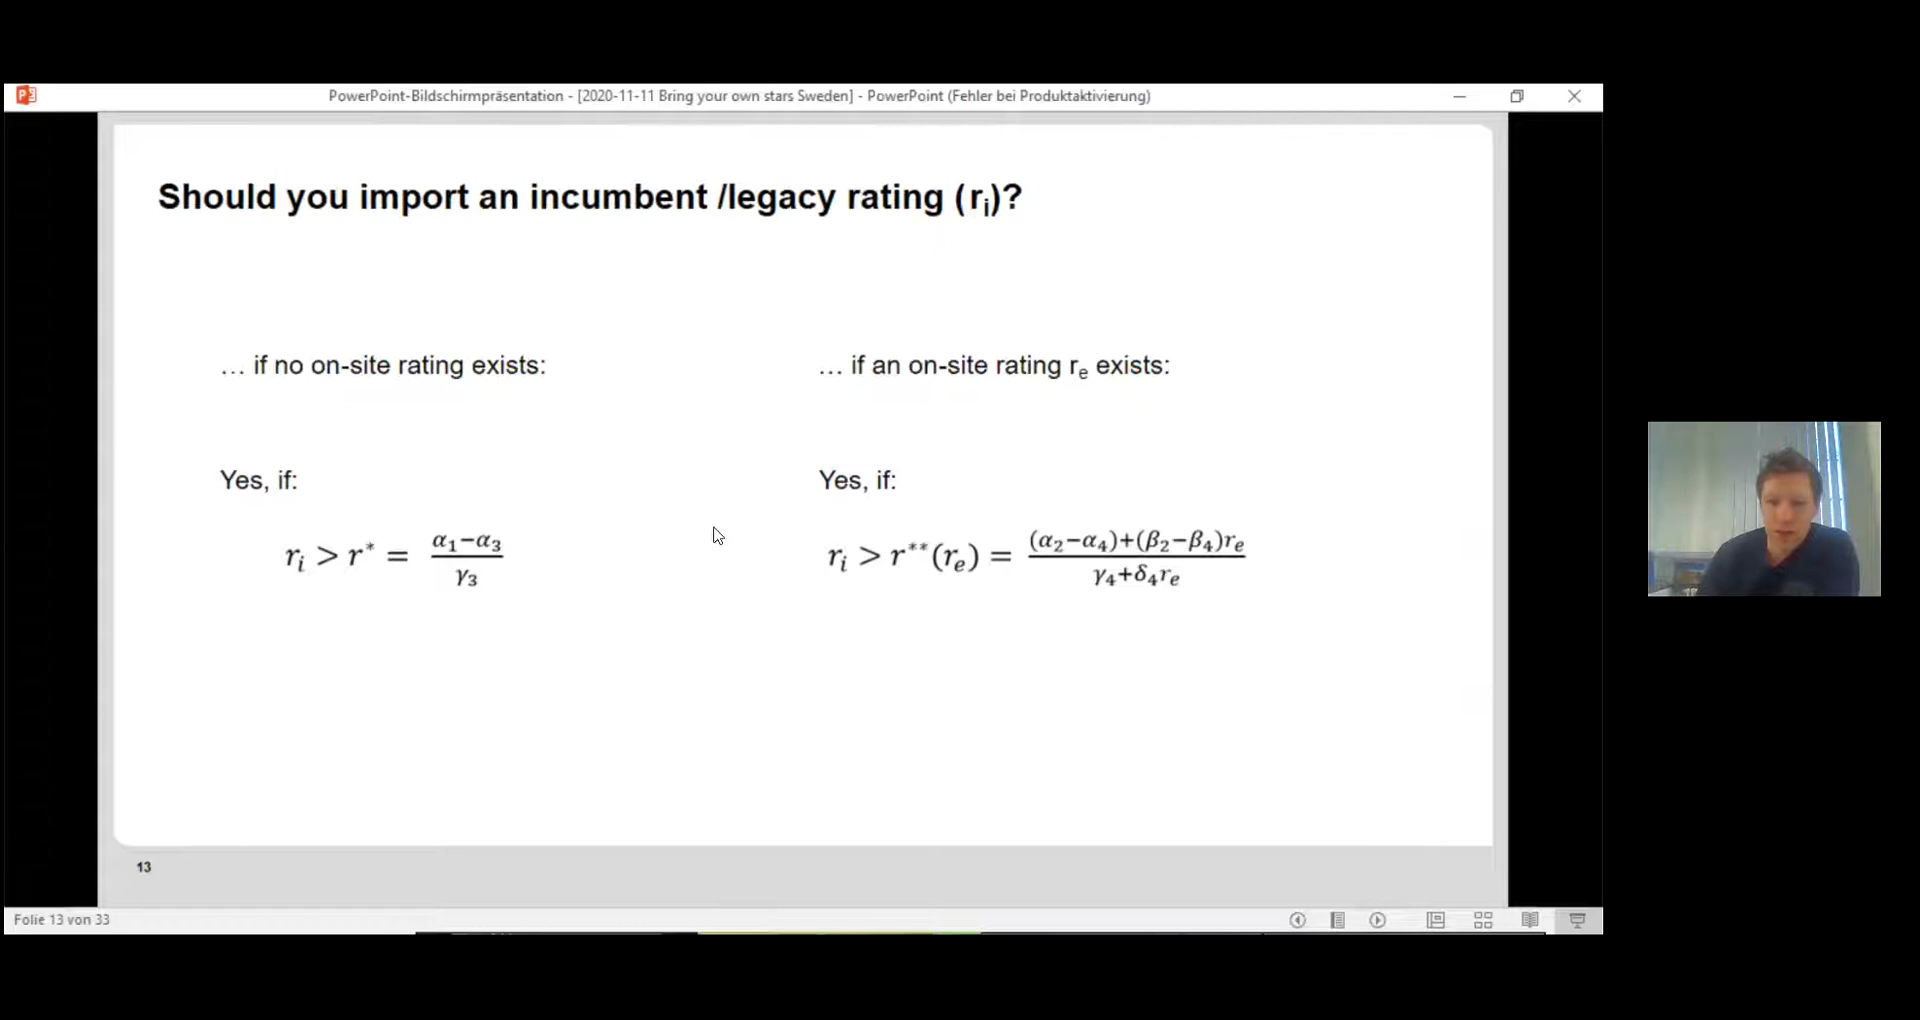 PowerPoint-Bildschirmpräsentation - [2020-11-11 Bring your own stars Sweden] - PowerPoint (Fehler bei Produktaktivierung)
Should you import an incumbent /legacy rating (rᵢ)?
… if no on-site rating exists:
… if an on-site rating rₑ exists:
Yes, if:
Yes, if:
rᵢ > r* = (α₁−α₃)/γ₃
rᵢ > r**(rₑ) = ((α₂−α₄)+(β₂−β₄)rₑ)/(γ₄+δ₄rₑ)
13
Folie 13 von 33